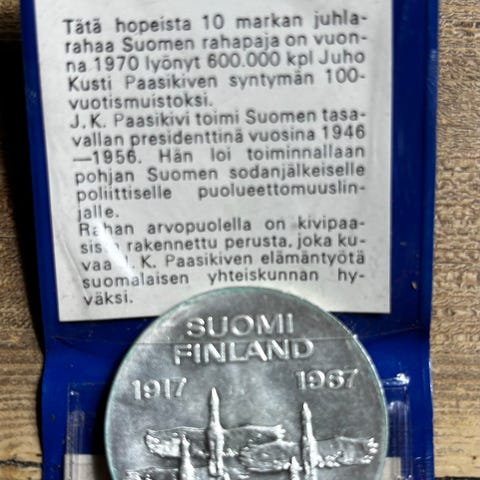 Tätä hopeista 10 markan juhla-
rahaa Suomen rahapaja on vuon-
na 1970 lyönyt 600.000 kpl Juho
Kusti Paasikiven syntymän 100-
vuotismuistoksi.
J. K. Paasikivi toimi Suomen tasa-
vallan presidenttinä vuosina 1946
—1956. Hän loi toiminnallaan
pohjan Suomen sodanjälkeiselle
poliittiselle puolueettomuuslin-
jalle.
Rahan arvopuolella on kivipaa-
sista rakennettu perusta, joka ku-
vaa J. K. Paasikiven elämäntyötä
suomalaisen yhteiskunnan hy-
väksi.
SUOMI
FINLAND
1917 1967